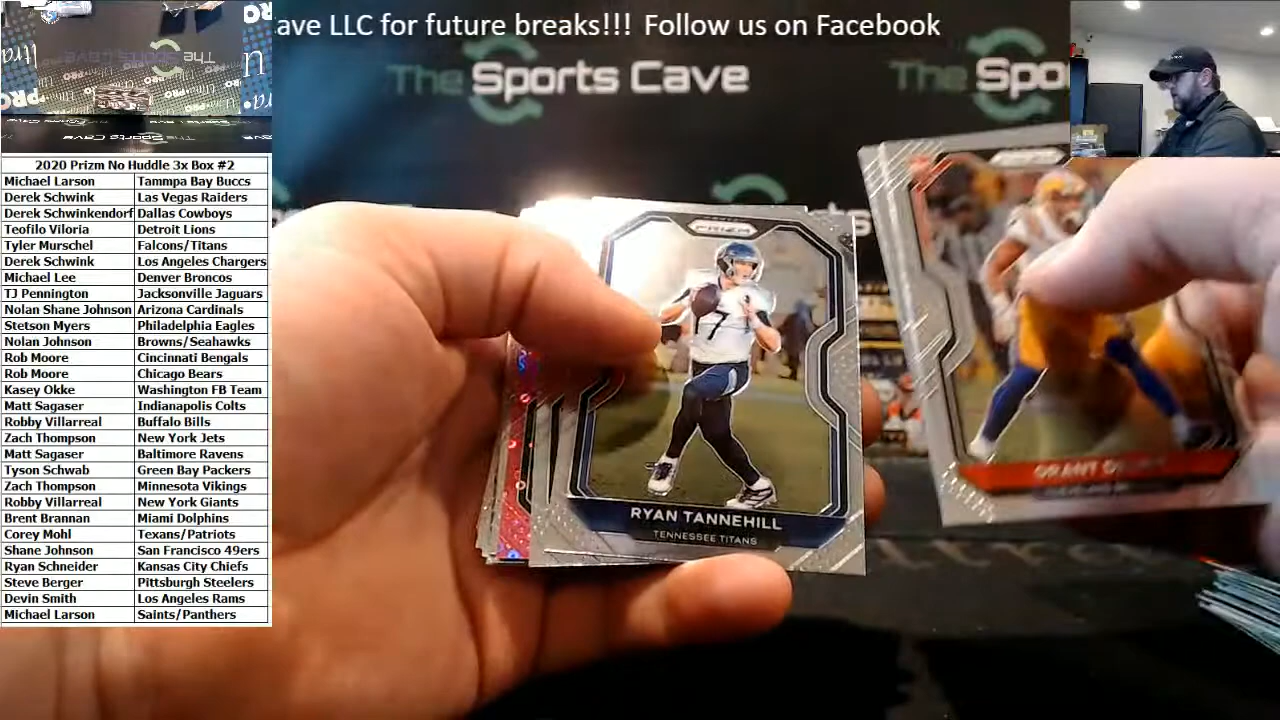 ave LLC for future breaks!!! Follow us on Facebook
The Sports Cave
The Spo
The Sports Cave
PRO
Ultra
2020 Prizm No Huddle 3x Box #2
Michael Larson Tammpa Bay Buccs
Derek Schwink Las Vegas Raiders
Derek Schwinkendorf Dallas Cowboys
Teofilo Viloria Detroit Lions
Tyler Murschel Falcons/Titans
Derek Schwink Los Angeles Chargers
Michael Lee Denver Broncos
TJ Pennington Jacksonville Jaguars
Nolan Shane Johnson Arizona Cardinals
Stetson Myers Philadelphia Eagles
Nolan Johnson Browns/Seahawks
Rob Moore Cincinnati Bengals
Rob Moore Chicago Bears
Kasey Okke Washington FB Team
Matt Sagaser Indianapolis Colts
Robby Villarreal Buffalo Bills
Zach Thompson New York Jets
Matt Sagaser Baltimore Ravens
Tyson Schwab Green Bay Packers
Zach Thompson Minnesota Vikings
Robby Villarreal New York Giants
Brent Brannan Miami Dolphins
Corey Mohl Texans/Patriots
Shane Johnson San Francisco 49ers
Ryan Schneider Kansas City Chiefs
Steve Berger Pittsburgh Steelers
Devin Smith Los Angeles Rams
Michael Larson Saints/Panthers
PRIZM
17
RYAN TANNEHILL
TENNESSEE TITANS
GRANT